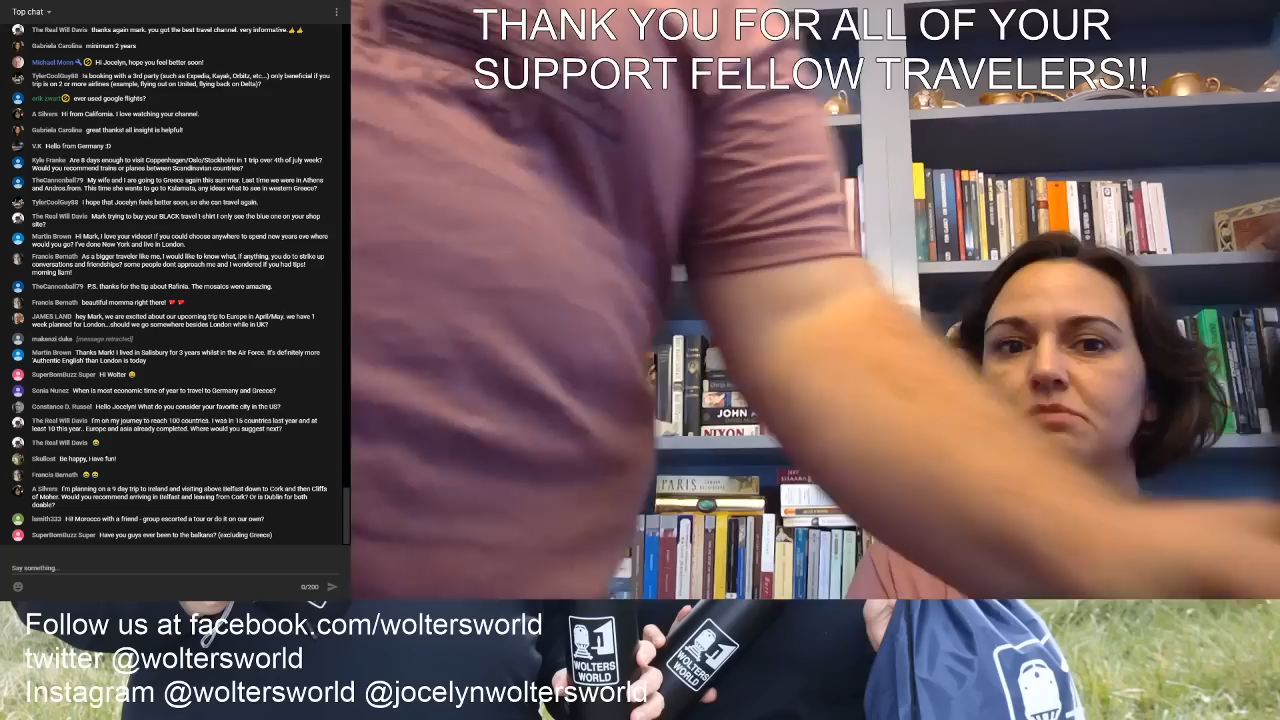 Top chat
The Real Will Davis thanks again mark. you got the best travel channel. very informative.👍👍
Gabriela Carolina minimum 2 years
Michael Monn Hi Jocelyn, hope you feel better soon!
TylerCoolGuy88 Is booking with a 3rd party (such as Expedia, Kayak, Orbitz, etc...) only beneficial if you
trip is on 2 or more airlines (example, flying out on United, flying back on Delta)?
erik zwart ever used google flights?
A Silvers Hi from California. I love watching your channel.
Gabriela Carolina great thanks! all insight is helpful!
V.K Hello from Germany :D
Kyle Franke Are 8 days enough to visit Coppenhagen/Oslo/Stockholm in 1 trip over 4th of july week?
Would you recommend trains or planes between Scandinavian countries?
TheCannonball79 My wife and I are going to Greece again this summer. Last time we were in Athens
and Andros.from. This time she wants to go to Kalamata, any ideas what to see in western Greece?
TylerCoolGuy88 I hope that Jocelyn feels better soon, so she can travel again.
The Real Will Davis Mark trying to buy your BLACK travel t-shirt I only see the blue one on your shop
site?
Martin Brown Hi Mark, I love your videos! If you could choose anywhere to spend new years eve where
would you go? I've done New York and live in London.
Francis Bernath As a bigger traveler like me, I would like to know what, if anything, you do to strike up
conversations and friendships? some people dont approach me and I wondered if you had tips!
morning liam!
TheCannonball79 P.S. thanks for the tip about Rafinia. The mosaics were amazing.
Francis Bernath beautiful momma right there!
JAMES LAND hey Mark, we are excited about our upcoming trip to Europe in April/May. we have 1
week planned for London...should we go somewhere besides London while in UK?
makenzi duke [message retracted]
Martin Brown Thanks Mark! I lived in Salisbury for 3 years whilst in the Air Force. It's definitely more
'Authentic English' than London is today
SuperBomBuzz Super Hi Wolter 😄
Sonia Nunez When is most economic time of year to travel to Germany and Greece?
Constance D. Russel Hello Jocelyn! What do you consider your favorite city in the US?
The Real Will Davis I'm on my journey to reach 100 countries. I was in 15 countries last year and at
least 10 this year.. Europe and asia already completed. Where would you suggest next?
The Real Will Davis 😄
Skullost Be happy, Have fun!
Francis Bernath 😄 😄
A Silvers I'm planning on a 9 day trip to Ireland and visiting above Belfast down to Cork and then Cliffs
of Moher. Would you recommend arriving in Belfast and leaving from Cork? Or is Dublin for both
doable?
lsmith333 Hi! Morocco with a friend - group escorted a tour or do it on our own?
SuperBomBuzz Super Have you guys ever been to the balkans? (excluding Greece)
Say something...
0/200
THANK YOU FOR ALL OF YOUR
SUPPORT FELLOW TRAVELERS!!
JOHN
NIXON
PARIS
Follow us at facebook.com/woltersworld
twitter @woltersworld
Instagram @woltersworld @jocelynwoltersworld
WOLTERS
WORLD
WOLTERS
WORLD